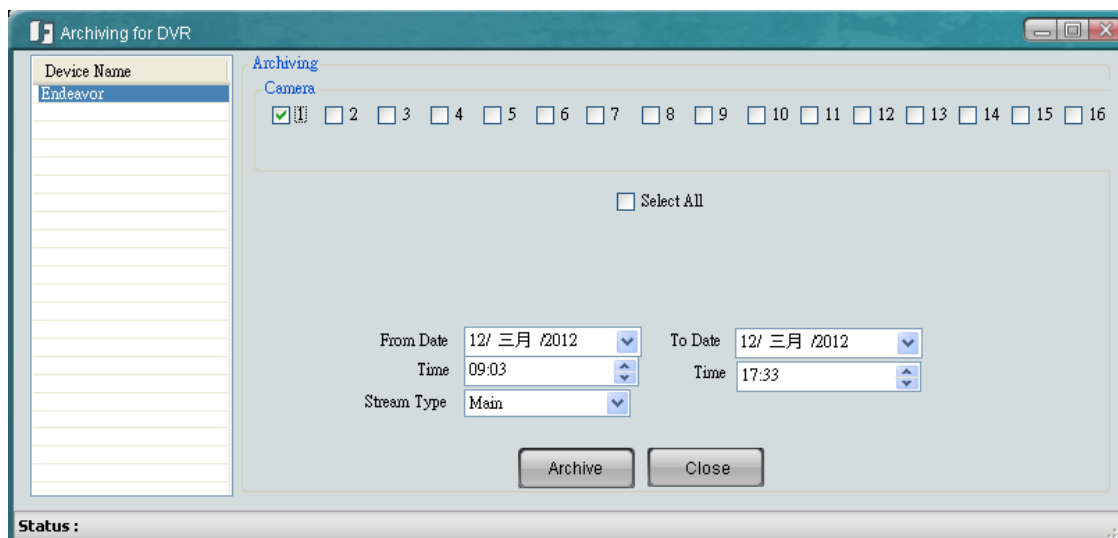 Archiving for DVR
Device Name
Endeavor
Archiving
Camera
1 2 3 4 5 6 7 8 9 10 11 12 13 14 15 16
Select All
From Date 12/ 三月 /2012 To Date 12/ 三月 /2012
Time 09:03 Time 17:33
Stream Type Main
Archive Close
Status :